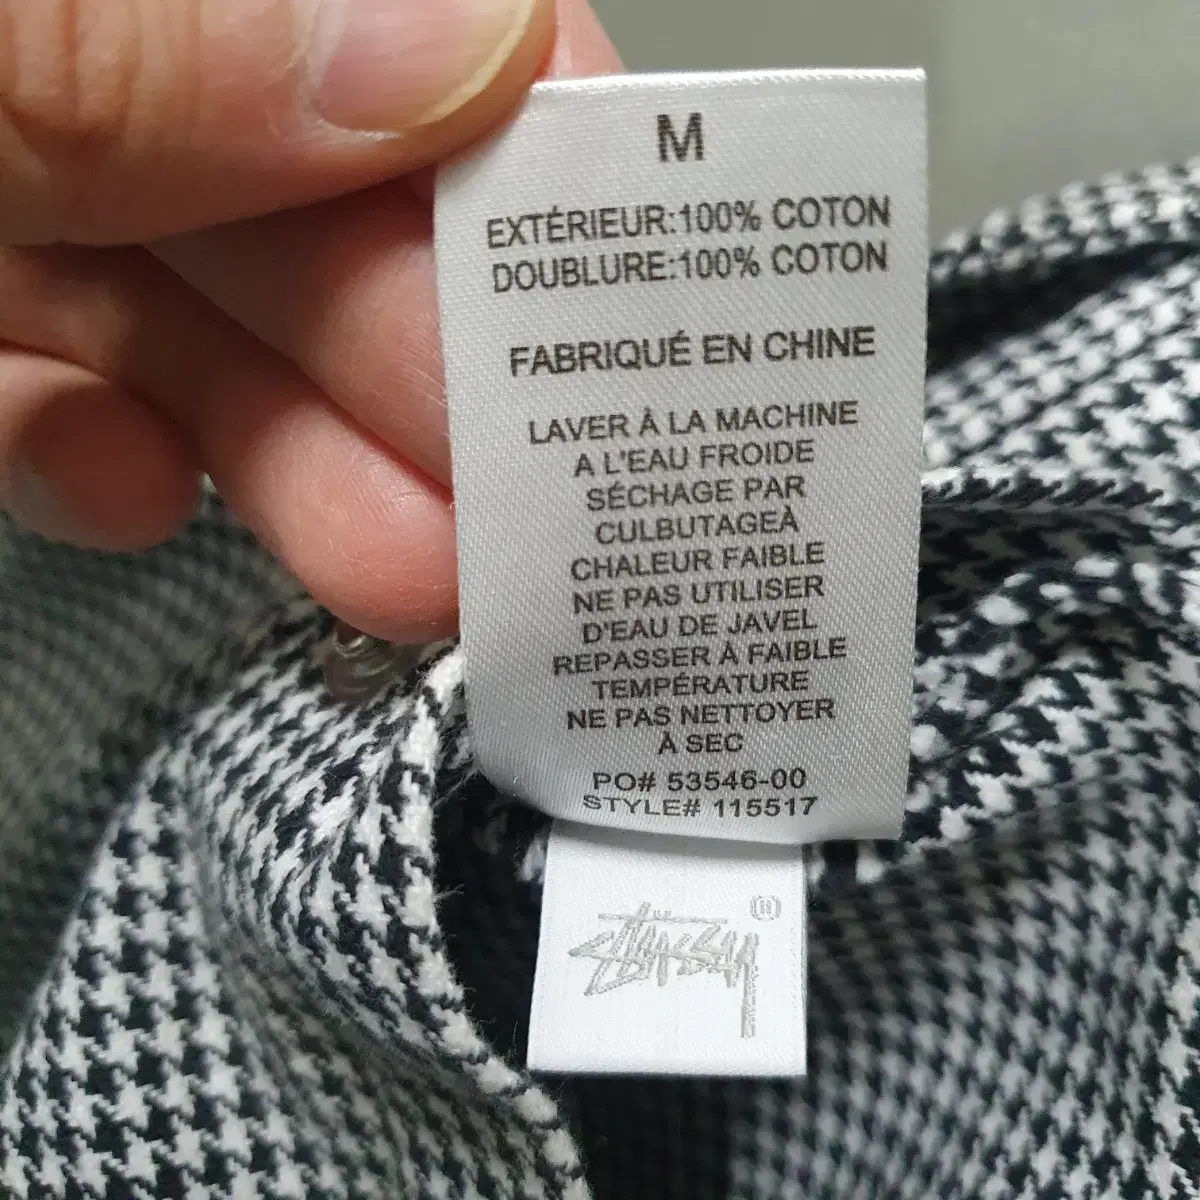 M
EXTÉRIEUR:100% COTON
DOUBLURE:100% COTON
FABRIQUÉ EN CHINE
LAVER À LA MACHINE
A L'EAU FROIDE
SÉCHAGE PAR
CULBUTAGEÀ
CHALEUR FAIBLE
NE PAS UTILISER
D'EAU DE JAVEL
REPASSER À FAIBLE
TEMPÉRATURE
NE PAS NETTOYER
À SEC
PO# 53546-00
STYLE# 115517
Stüssy ®